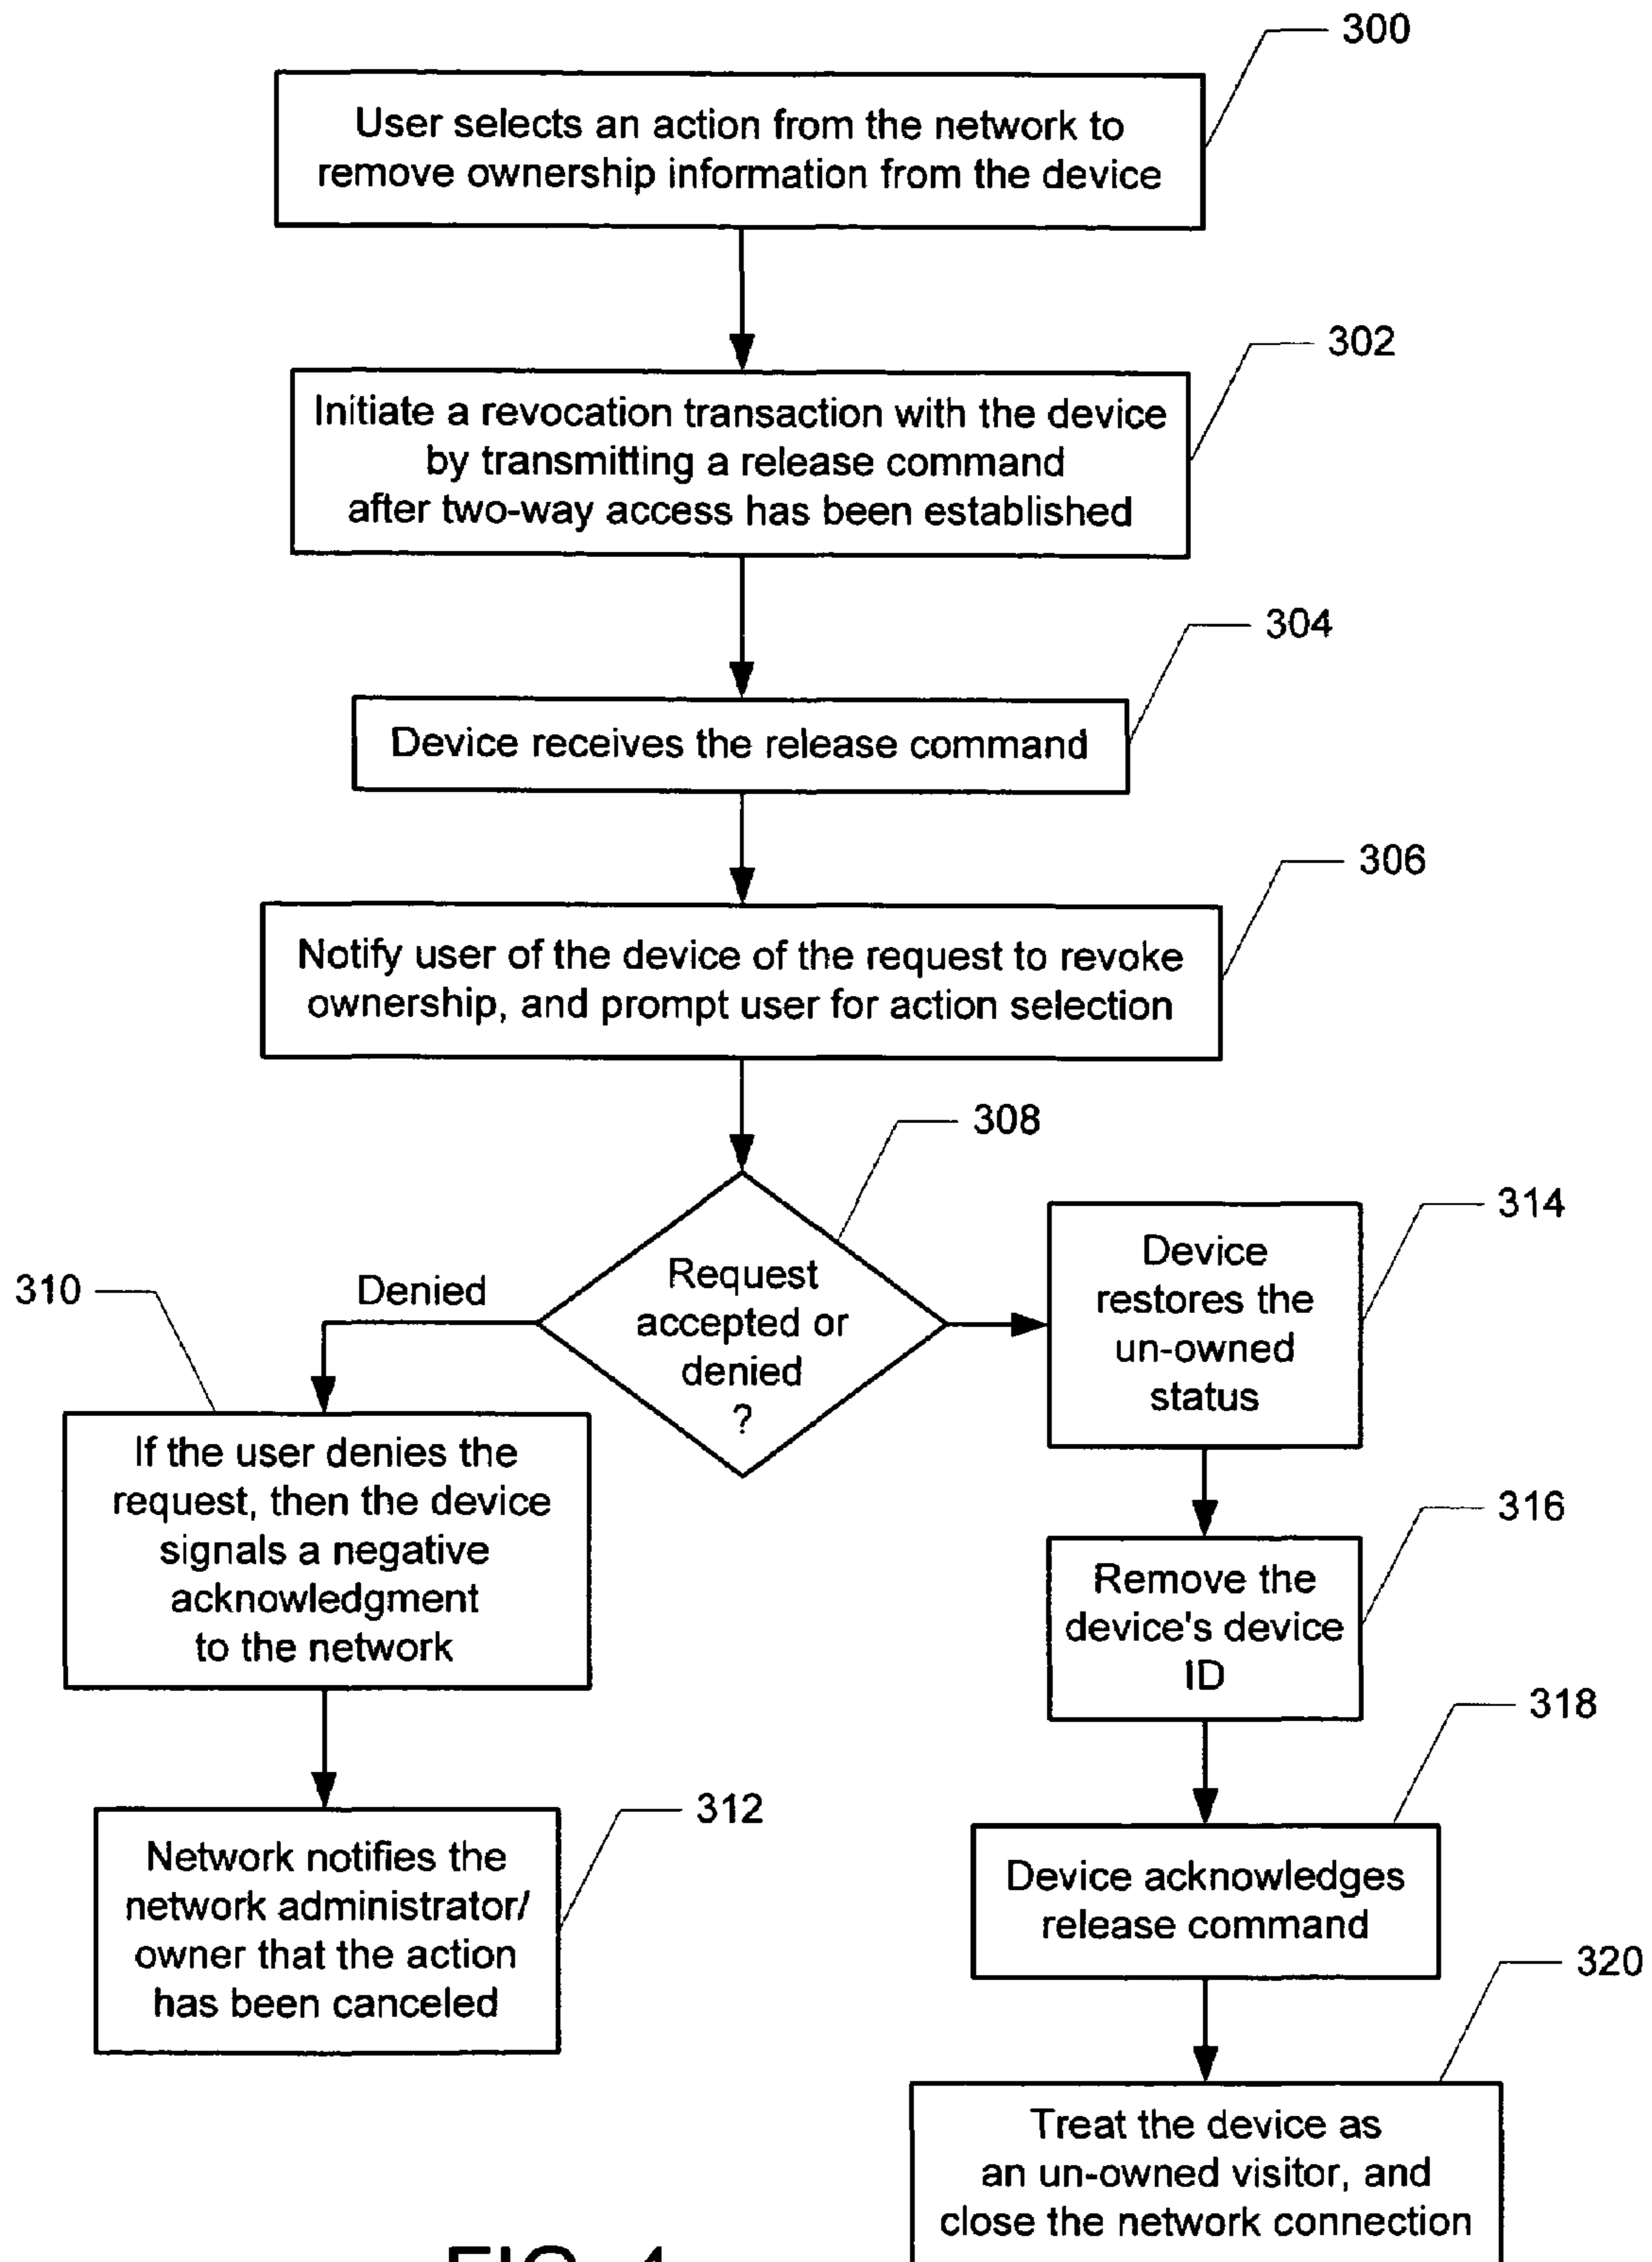 300
User selects an action from the network to
remove ownership information from the device
302
Initiate a revocation transaction with the device
by transmitting a release command
after two-way access has been established
304
Device receives the release command
306
Notify user of the device of the request to revoke
ownership, and prompt user for action selection
308
Request
accepted or
denied
?
310
Denied
If the user denies the
request, then the device
signals a negative
acknowledgment
to the network
312
Network notifies the
network administrator/
owner that the action
has been canceled
314
Device
restores the
un-owned
status
316
Remove the
device's device
ID
318
Device acknowledges
release command
320
Treat the device as
an un-owned visitor, and
close the network connection